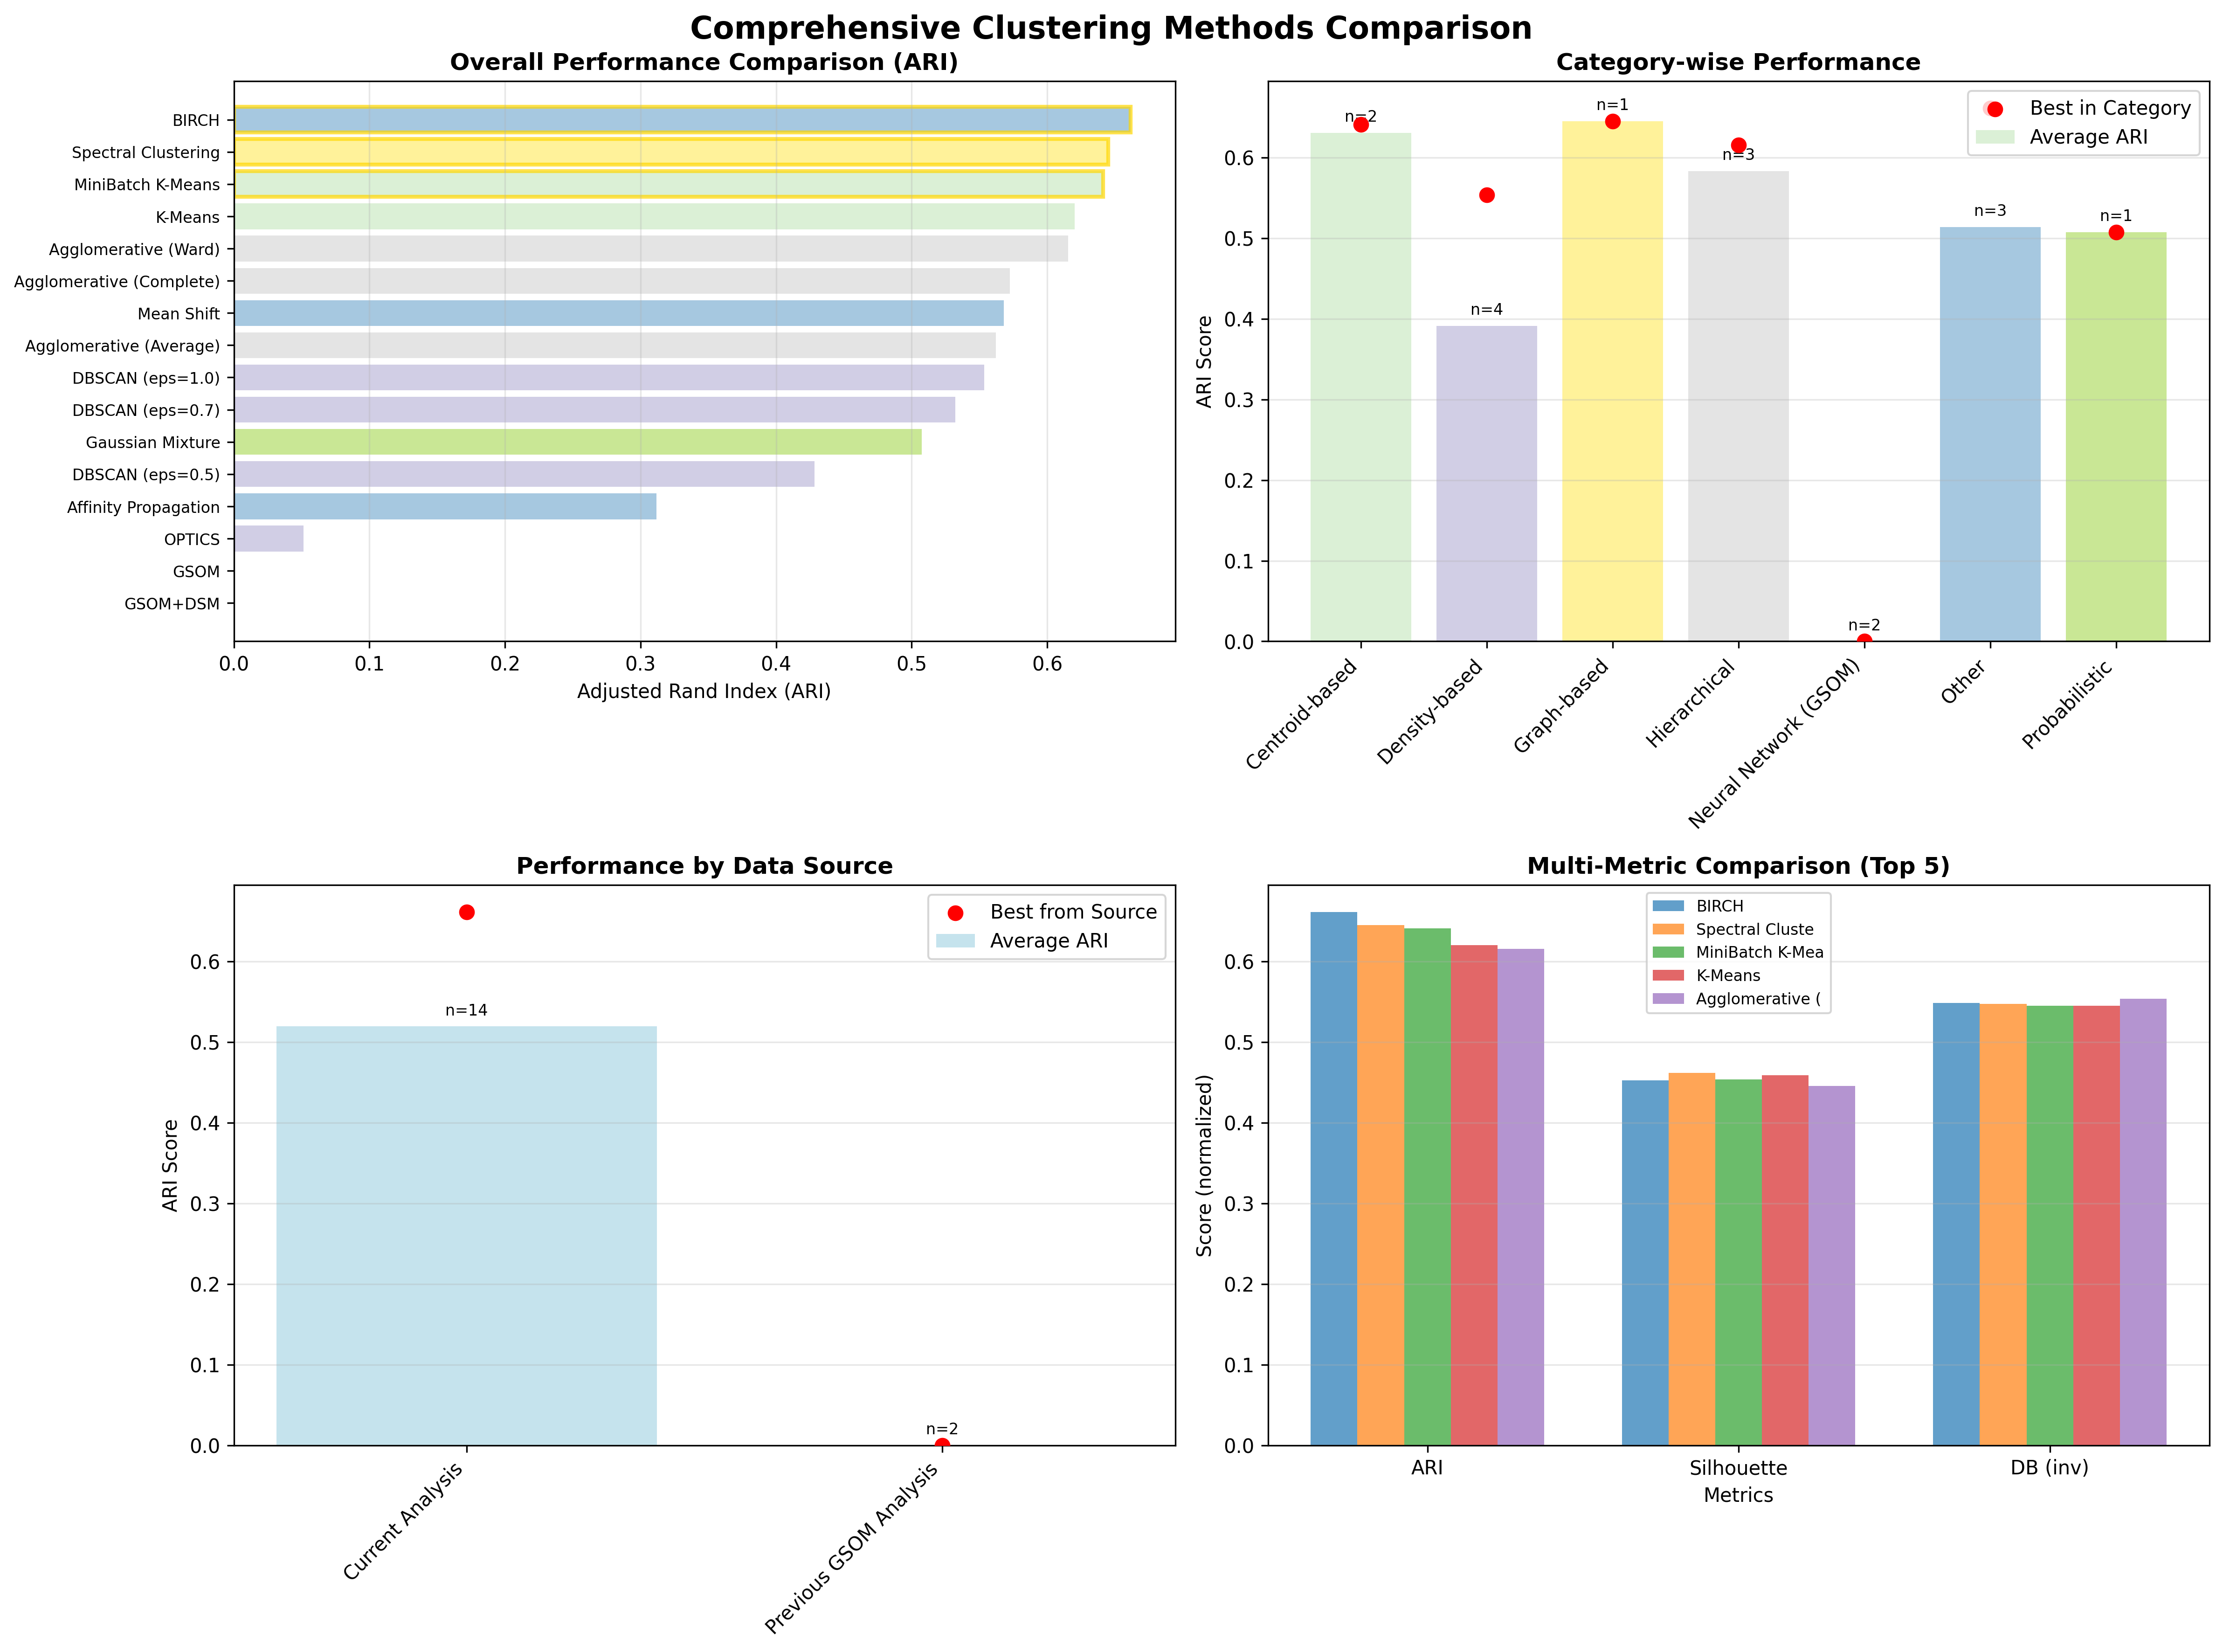 Comprehensive Clustering Methods Comparison
Overall Performance Comparison (ARI)
BIRCH
Spectral Clustering
MiniBatch K-Means
K-Means
Agglomerative (Ward)
Agglomerative (Complete)
Mean Shift
Agglomerative (Average)
DBSCAN (eps=1.0)
DBSCAN (eps=0.7)
Gaussian Mixture
DBSCAN (eps=0.5)
Affinity Propagation
OPTICS
GSOM
GSOM+DSM
0.0 0.1 0.2 0.3 0.4 0.5 0.6
Adjusted Rand Index (ARI)
Category-wise Performance
Best in Category
Average ARI
n=2
n=4
n=1
n=3
n=2
n=3
n=1
0.6
0.5
0.4
0.3
0.2
0.1
0.0
ARI Score
Centroid-based
Density-based
Graph-based
Hierarchical
Neural Network (GSOM)
Other
Probabilistic
Performance by Data Source
Best from Source
Average ARI
n=14
n=2
0.6
0.5
0.4
0.3
0.2
0.1
0.0
ARI Score
Current Analysis
Previous GSOM Analysis
Multi-Metric Comparison (Top 5)
BIRCH
Spectral Cluste
MiniBatch K-Mea
K-Means
Agglomerative (
0.6
0.5
0.4
0.3
0.2
0.1
0.0
Score (normalized)
ARI Silhouette DB (inv)
Metrics